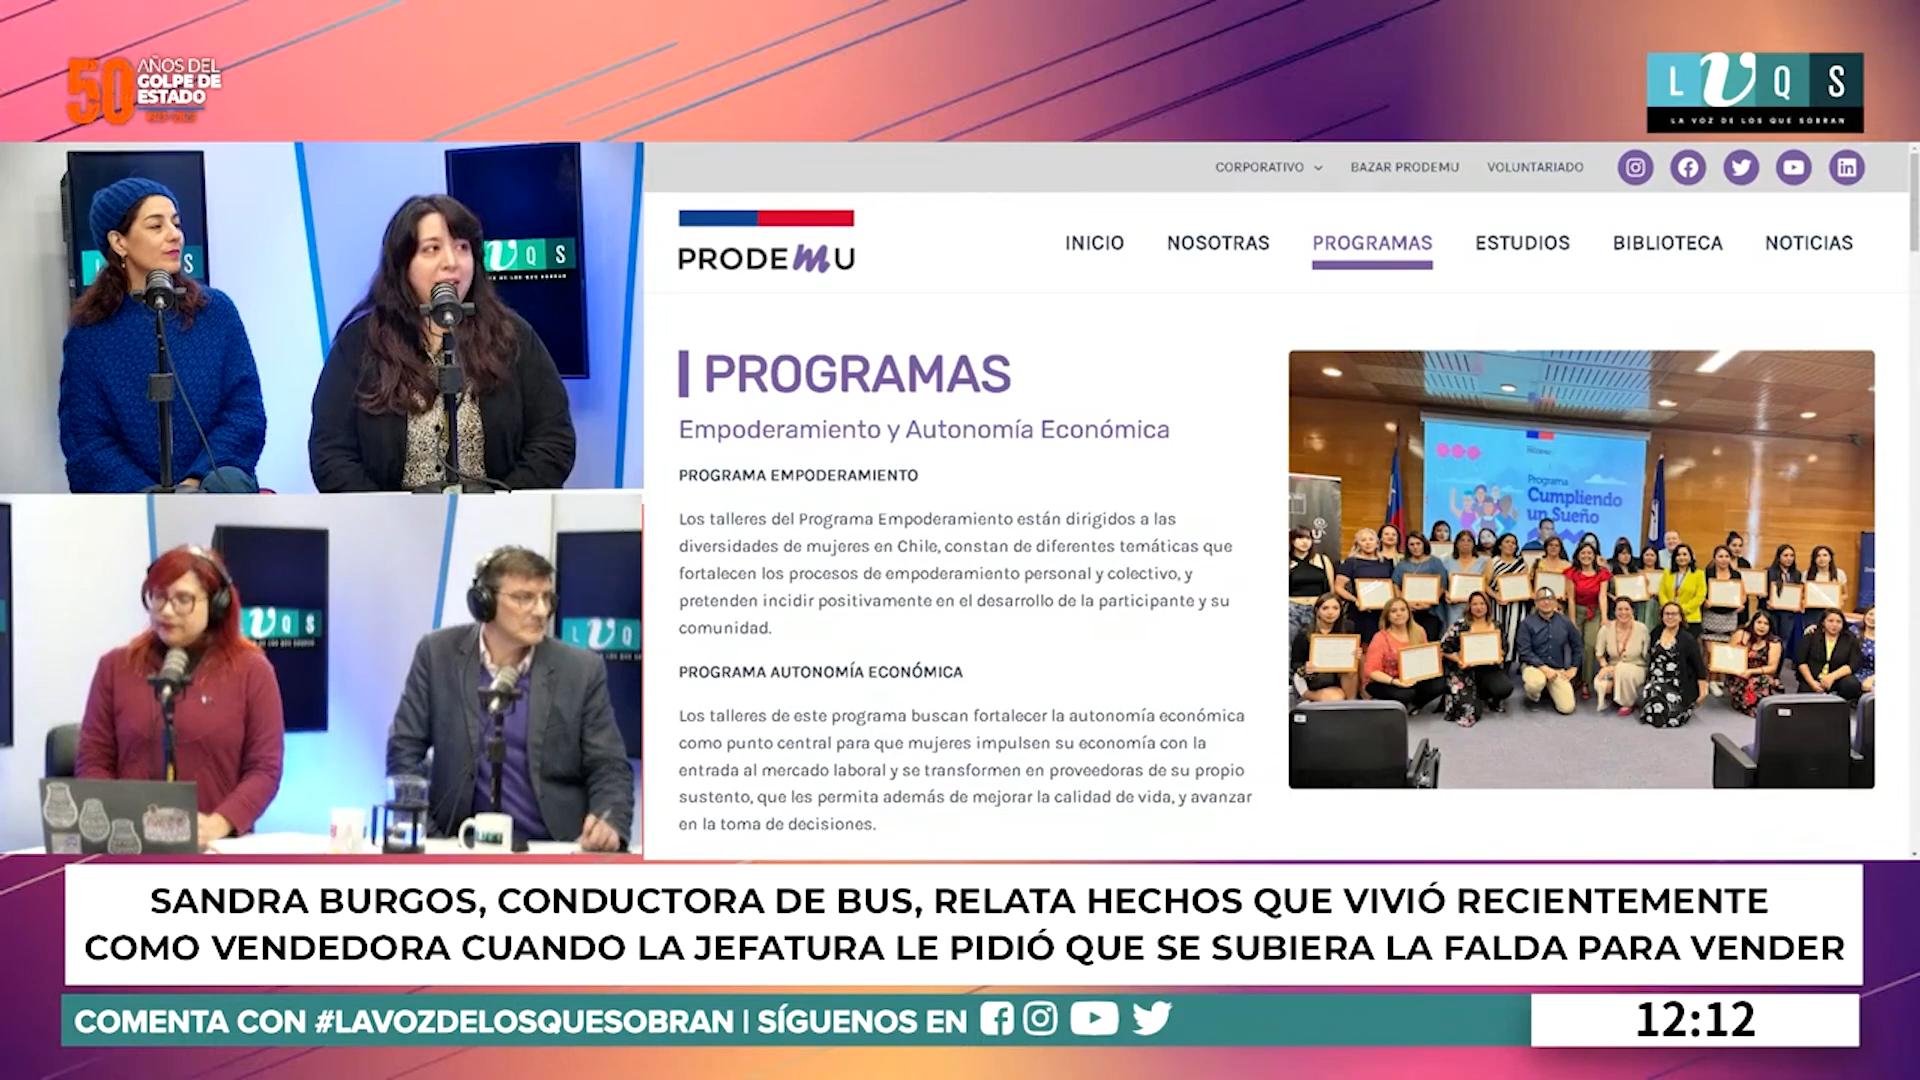 50 AÑOS DEL
GOLPE DE
ESTADO
L V Q S
LA VOZ DE LOS QUE SOBRAN
CORPORATIVO
BAZAR PRODEMU
VOLUNTARIADO
PRODEMU
INICIO
NOSOTRAS
PROGRAMAS
ESTUDIOS
BIBLIOTECA
NOTICIAS
PROGRAMAS
Empoderamiento y Autonomía Económica
PROGRAMA EMPODERAMIENTO
Los talleres del Programa Empoderamiento están dirigidos a las
diversidades de mujeres en Chile, constan de diferentes temáticas que
fortalecen los procesos de empoderamiento personal y colectivo, y
pretenden incidir positivamente en el desarrollo de la participante y su
comunidad.
PROGRAMA AUTONOMÍA ECONÓMICA
Los talleres de este programa buscan fortalecer la autonomía económica
como punto central para que mujeres impulsen su economía con la
entrada al mercado laboral y se transformen en proveedoras de su propio
sustento, que les permita además de mejorar la calidad de vida, y avanzar
en la toma de decisiones.
Programa
Cumpliendo
un Sueño
V Q S
V Q S
V Q
SANDRA BURGOS, CONDUCTORA DE BUS, RELATA HECHOS QUE VIVIÓ RECIENTEMENTE
COMO VENDEDORA CUANDO LA JEFATURA LE PIDIÓ QUE SE SUBIERA LA FALDA PARA VENDER
COMENTA CON #LAVOZDELOSQUESOBRAN | SÍGUENOS EN
12:12